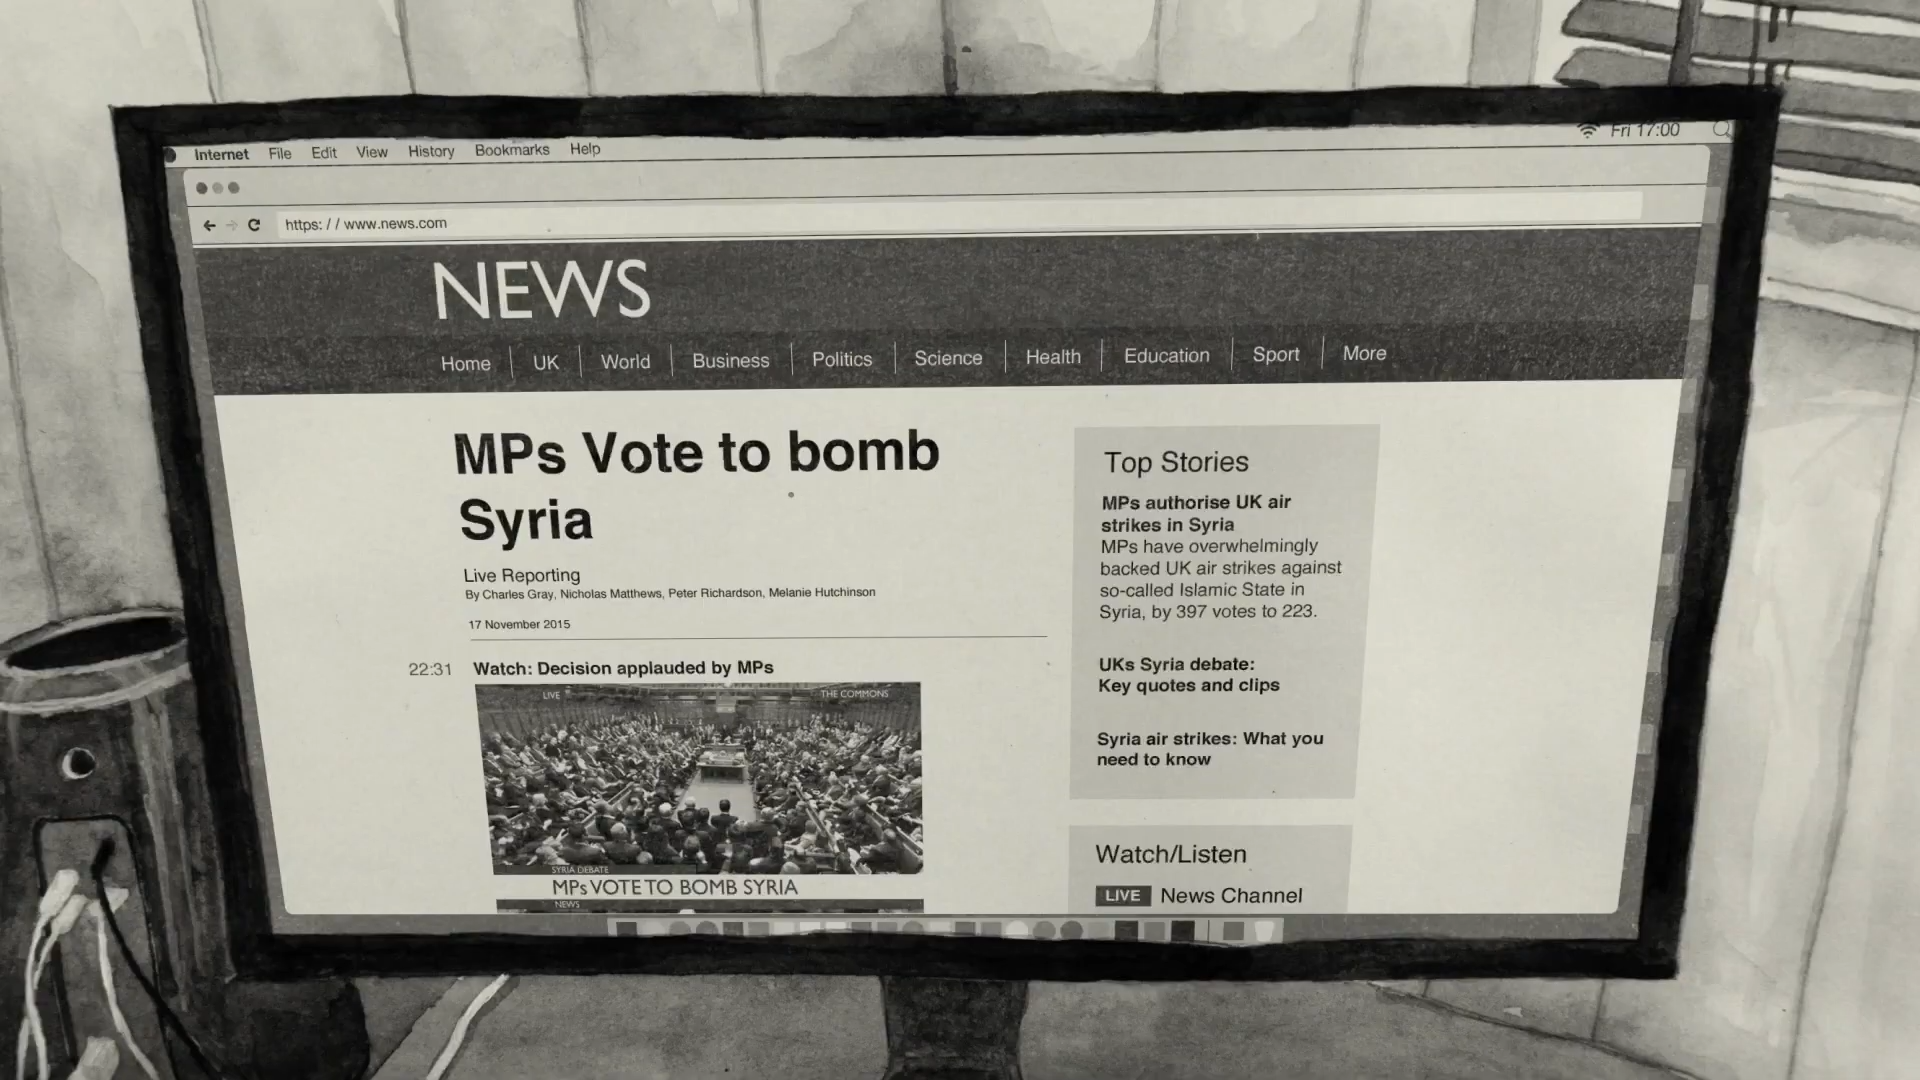 Internet File Edit View History Bookmarks Help
Fri 17:00
https: / / www.news.com
NEWS
Home UK World Business Politics Science Health Education Sport More
MPs Vote to bomb
Syria
Live Reporting
By Charles Gray, Nicholas Matthews, Peter Richardson, Melanie Hutchinson
17 November 2015
22:31 Watch: Decision applauded by MPs
LIVE
THE COMMONS
SYRIA DEBATE
MPs VOTE TO BOMB SYRIA
NEWS
Top Stories
MPs authorise UK air
strikes in Syria
MPs have overwhelmingly
backed UK air strikes against
so-called Islamic State in
Syria, by 397 votes to 223.
UKs Syria debate:
Key quotes and clips
Syria air strikes: What you
need to know
Watch/Listen
LIVE News Channel